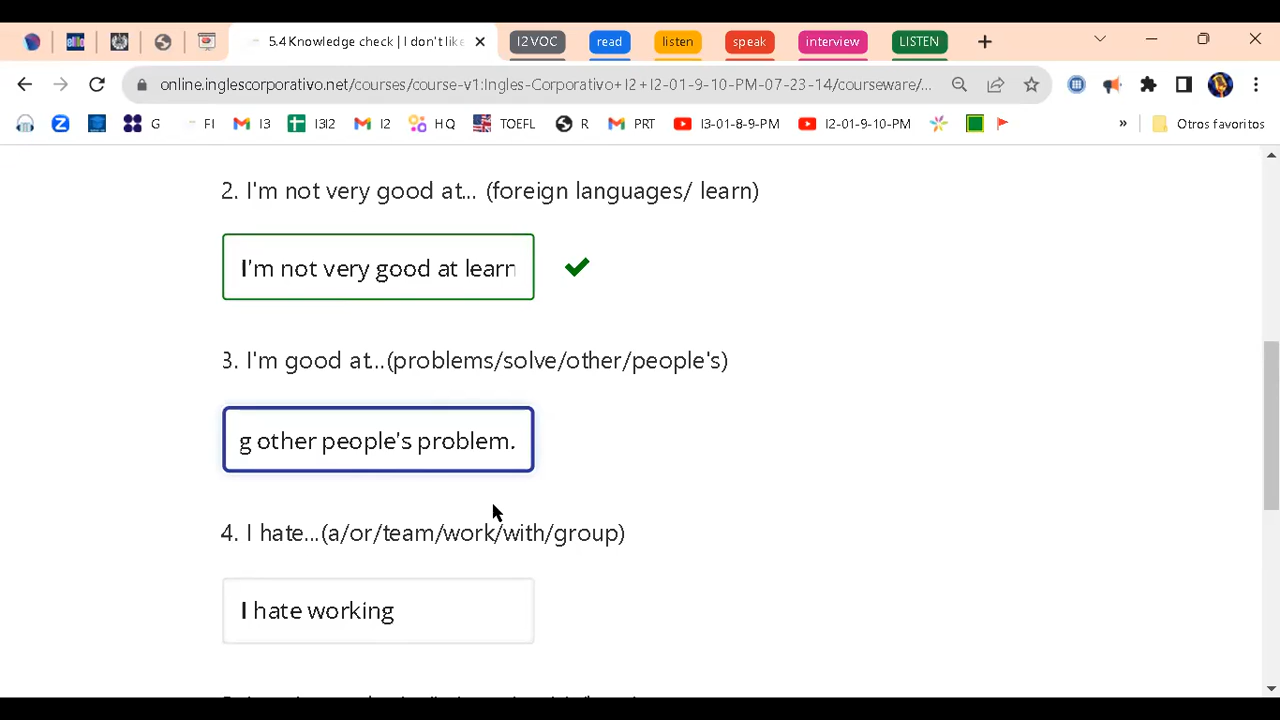 5.4 Knowledge check | I don't like
I2 VOC
read
listen
speak
interview
LISTEN
online.inglescorporativo.net/courses/course-v1:Ingles-Corporativo+I2+I2-01-9-10-PM-07-23-14/courseware/...
G
FI
I3
I3I2
I2
HQ
TOEFL
R
PRT
I3-01-8-9-PM
I2-01-9-10-PM
»
Otros favoritos
2. I'm not very good at... (foreign languages/ learn)
I'm not very good at learn
3. I'm good at...(problems/solve/other/people's)
g other people's problem.
4. I hate...(a/or/team/work/with/group)
I hate working